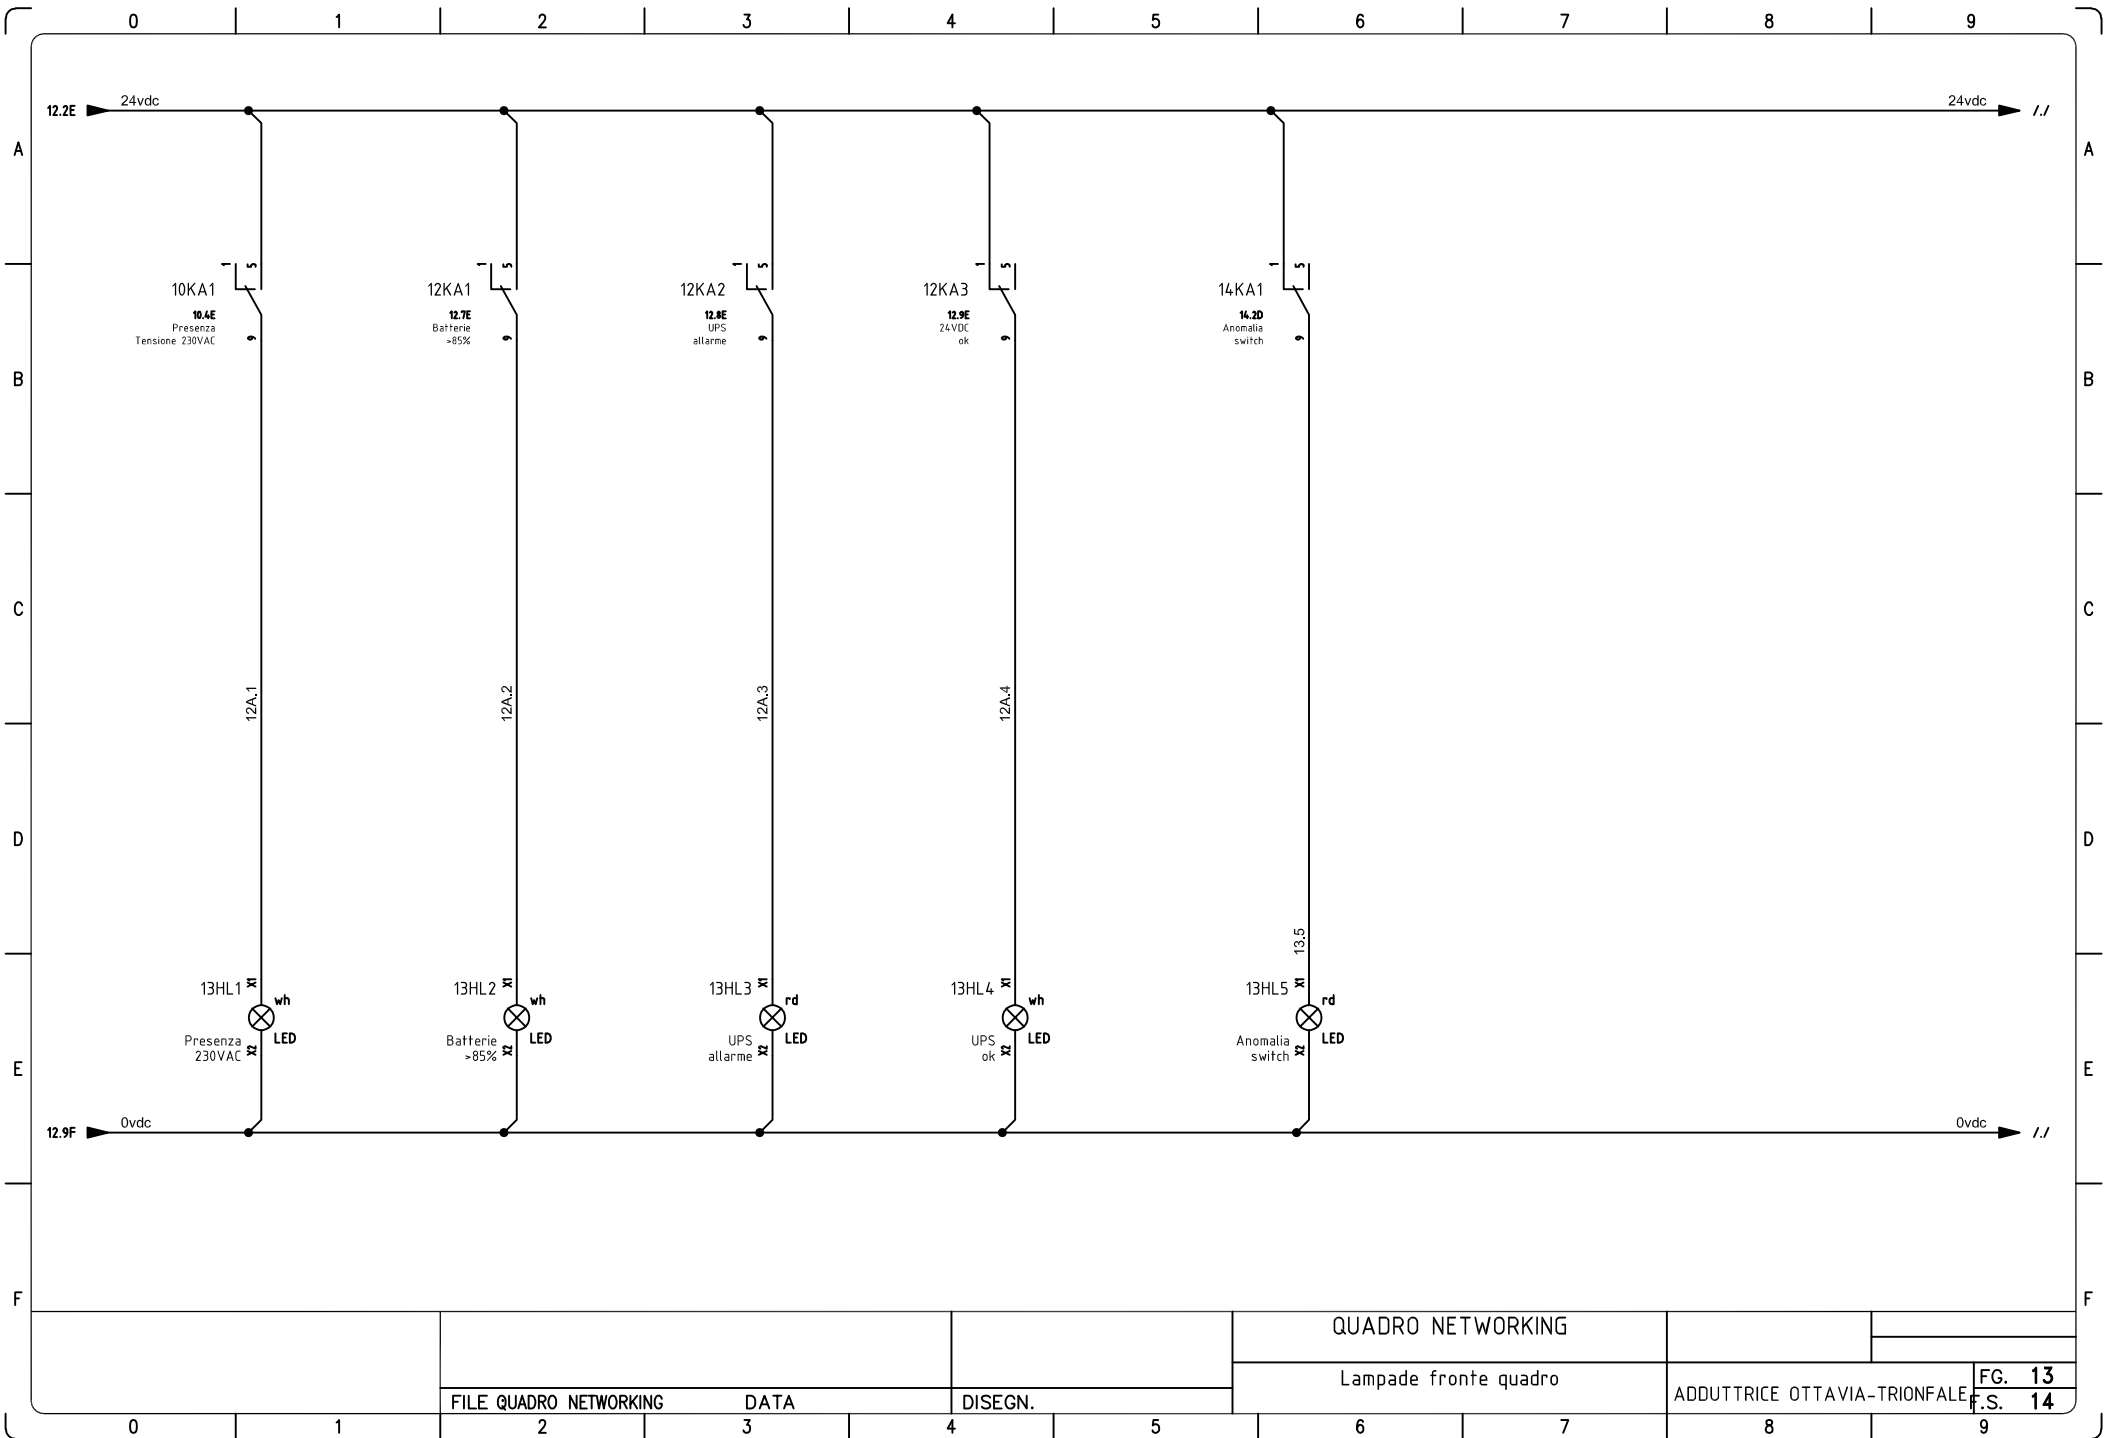 0 1 2 3 4 5 6 7 8 9
24vdc 24vdc
12.2E /./
A A
1 5 1 5 1 5 1 5 1 5
10KA1 12KA1 12KA2 12KA3 14KA1
10.4E 12.7E 12.8E 12.9E 14.2D
Presenza Batterie UPS 24VDC Anomalia
Tensione 230VAC >85% allarme ok switch
9 9 9 9 9
B B
C C
12A.1 12A.2 12A.3 12A.4
D D
13.5
X1 X1 X1 X1 X1
13HL1 13HL2 13HL3 13HL4 13HL5
wh wh rd wh rd
LED LED LED LED LED
Presenza Batterie UPS UPS Anomalia
230VAC >85% allarme ok switch
X2 X2 X2 X2 X2
E E
0vdc 0vdc
12.9F /./
F F
QUADRO NETWORKING
Lampade fronte quadro
FG. 13
ADDUTTRICE OTTAVIA-TRIONFALE
FILE QUADRO NETWORKING DATA DISEGN.
F.S. 14
0 1 2 3 4 5 6 7 8 9